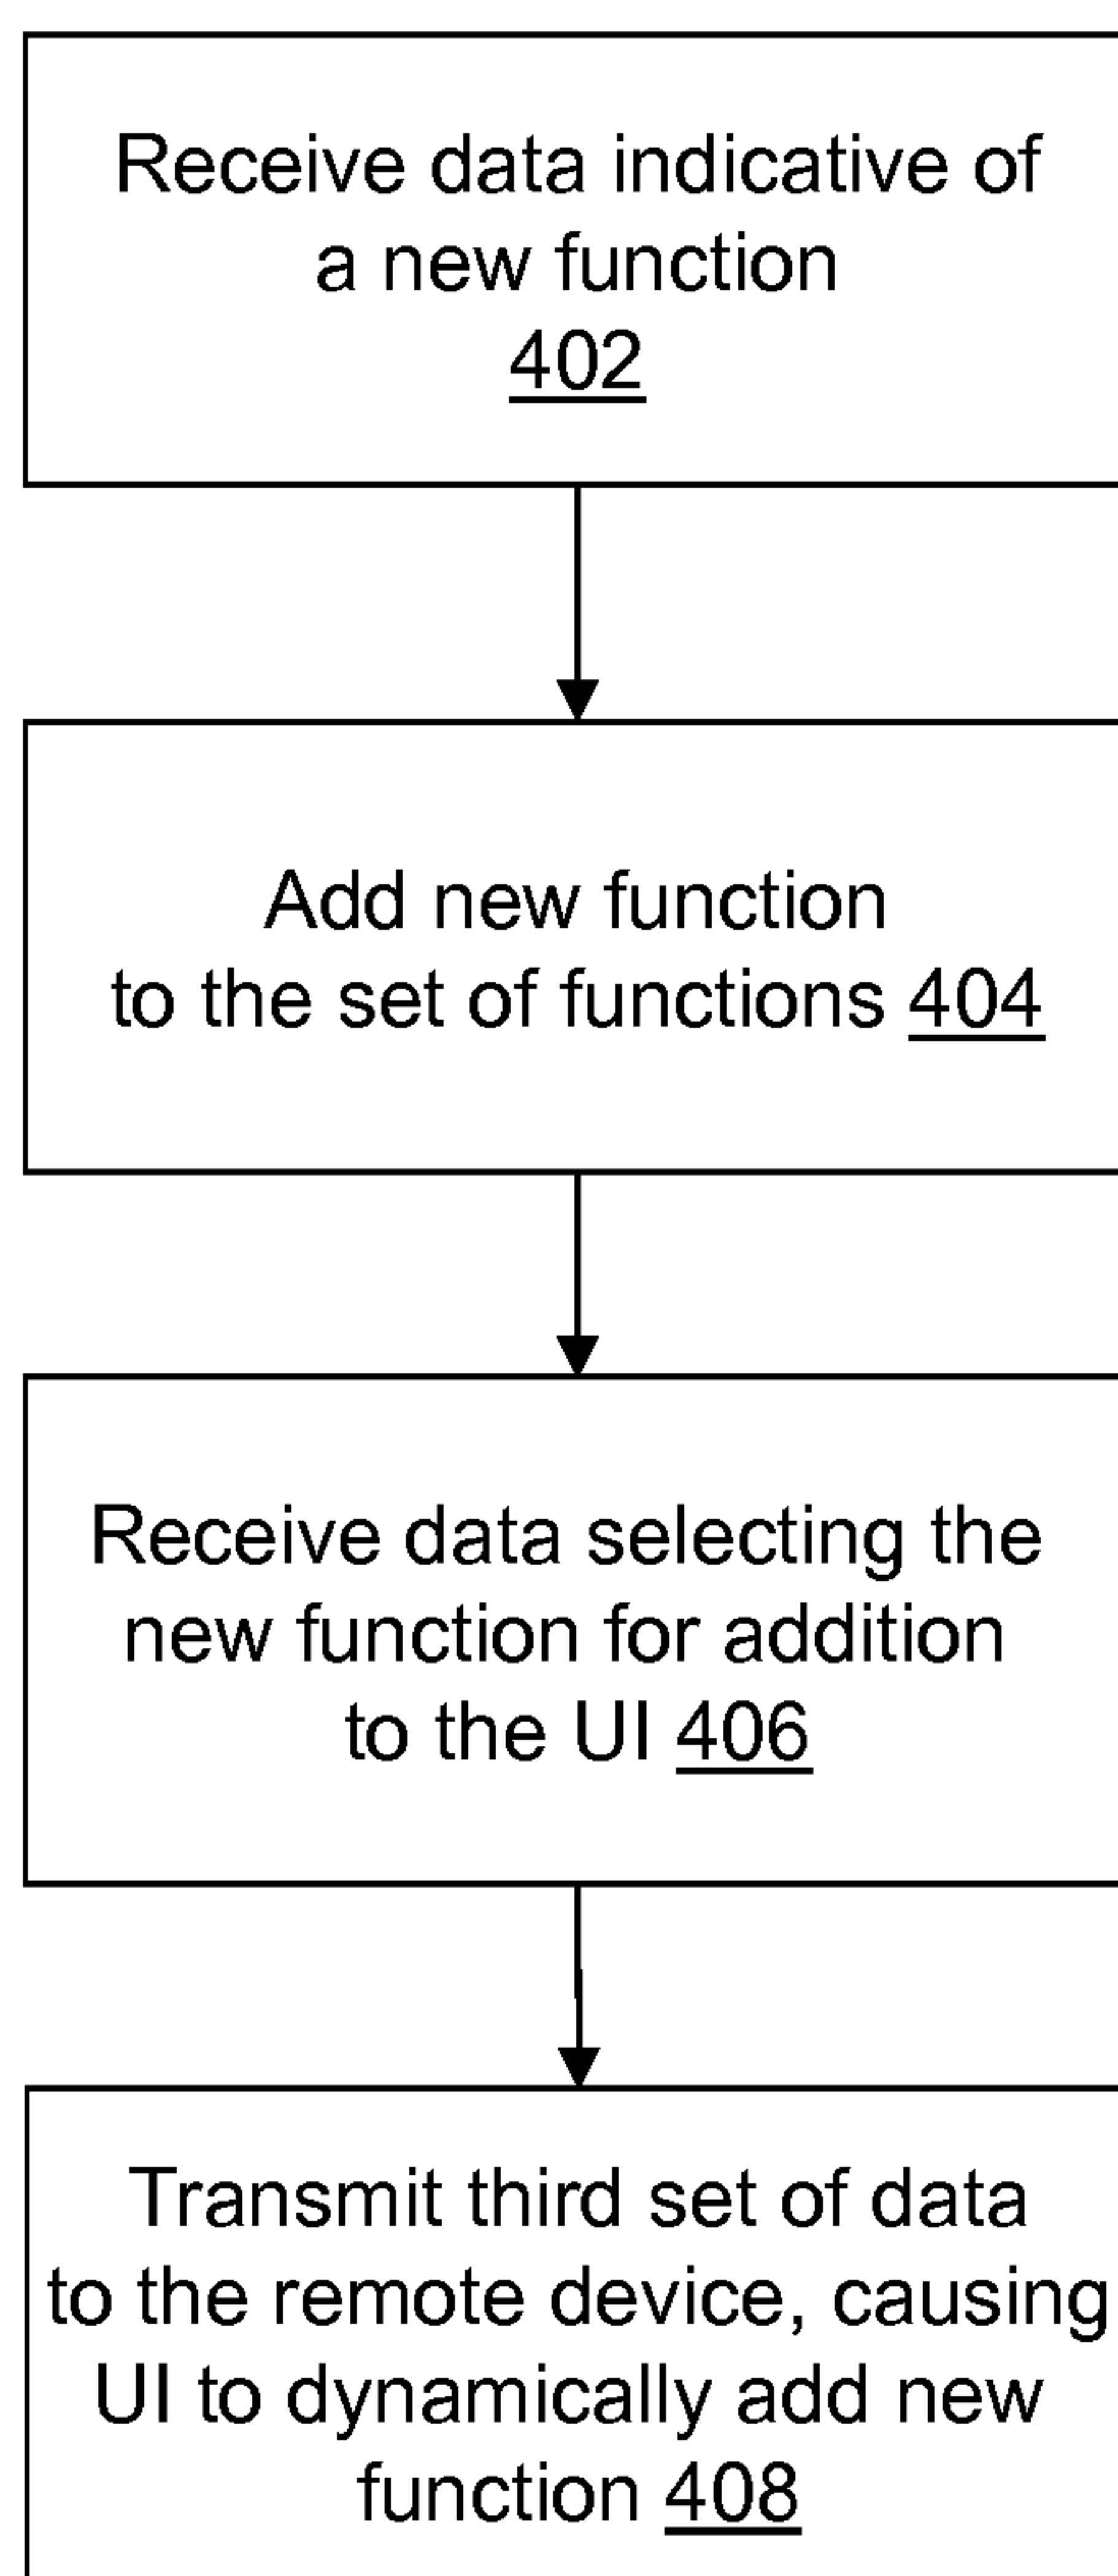 Receive data indicative of
a new function
402
Add new function
to the set of functions 404
Receive data selecting the
new function for addition
to the UI 406
Transmit third set of data
to the remote device, causing
UI to dynamically add new
function 408